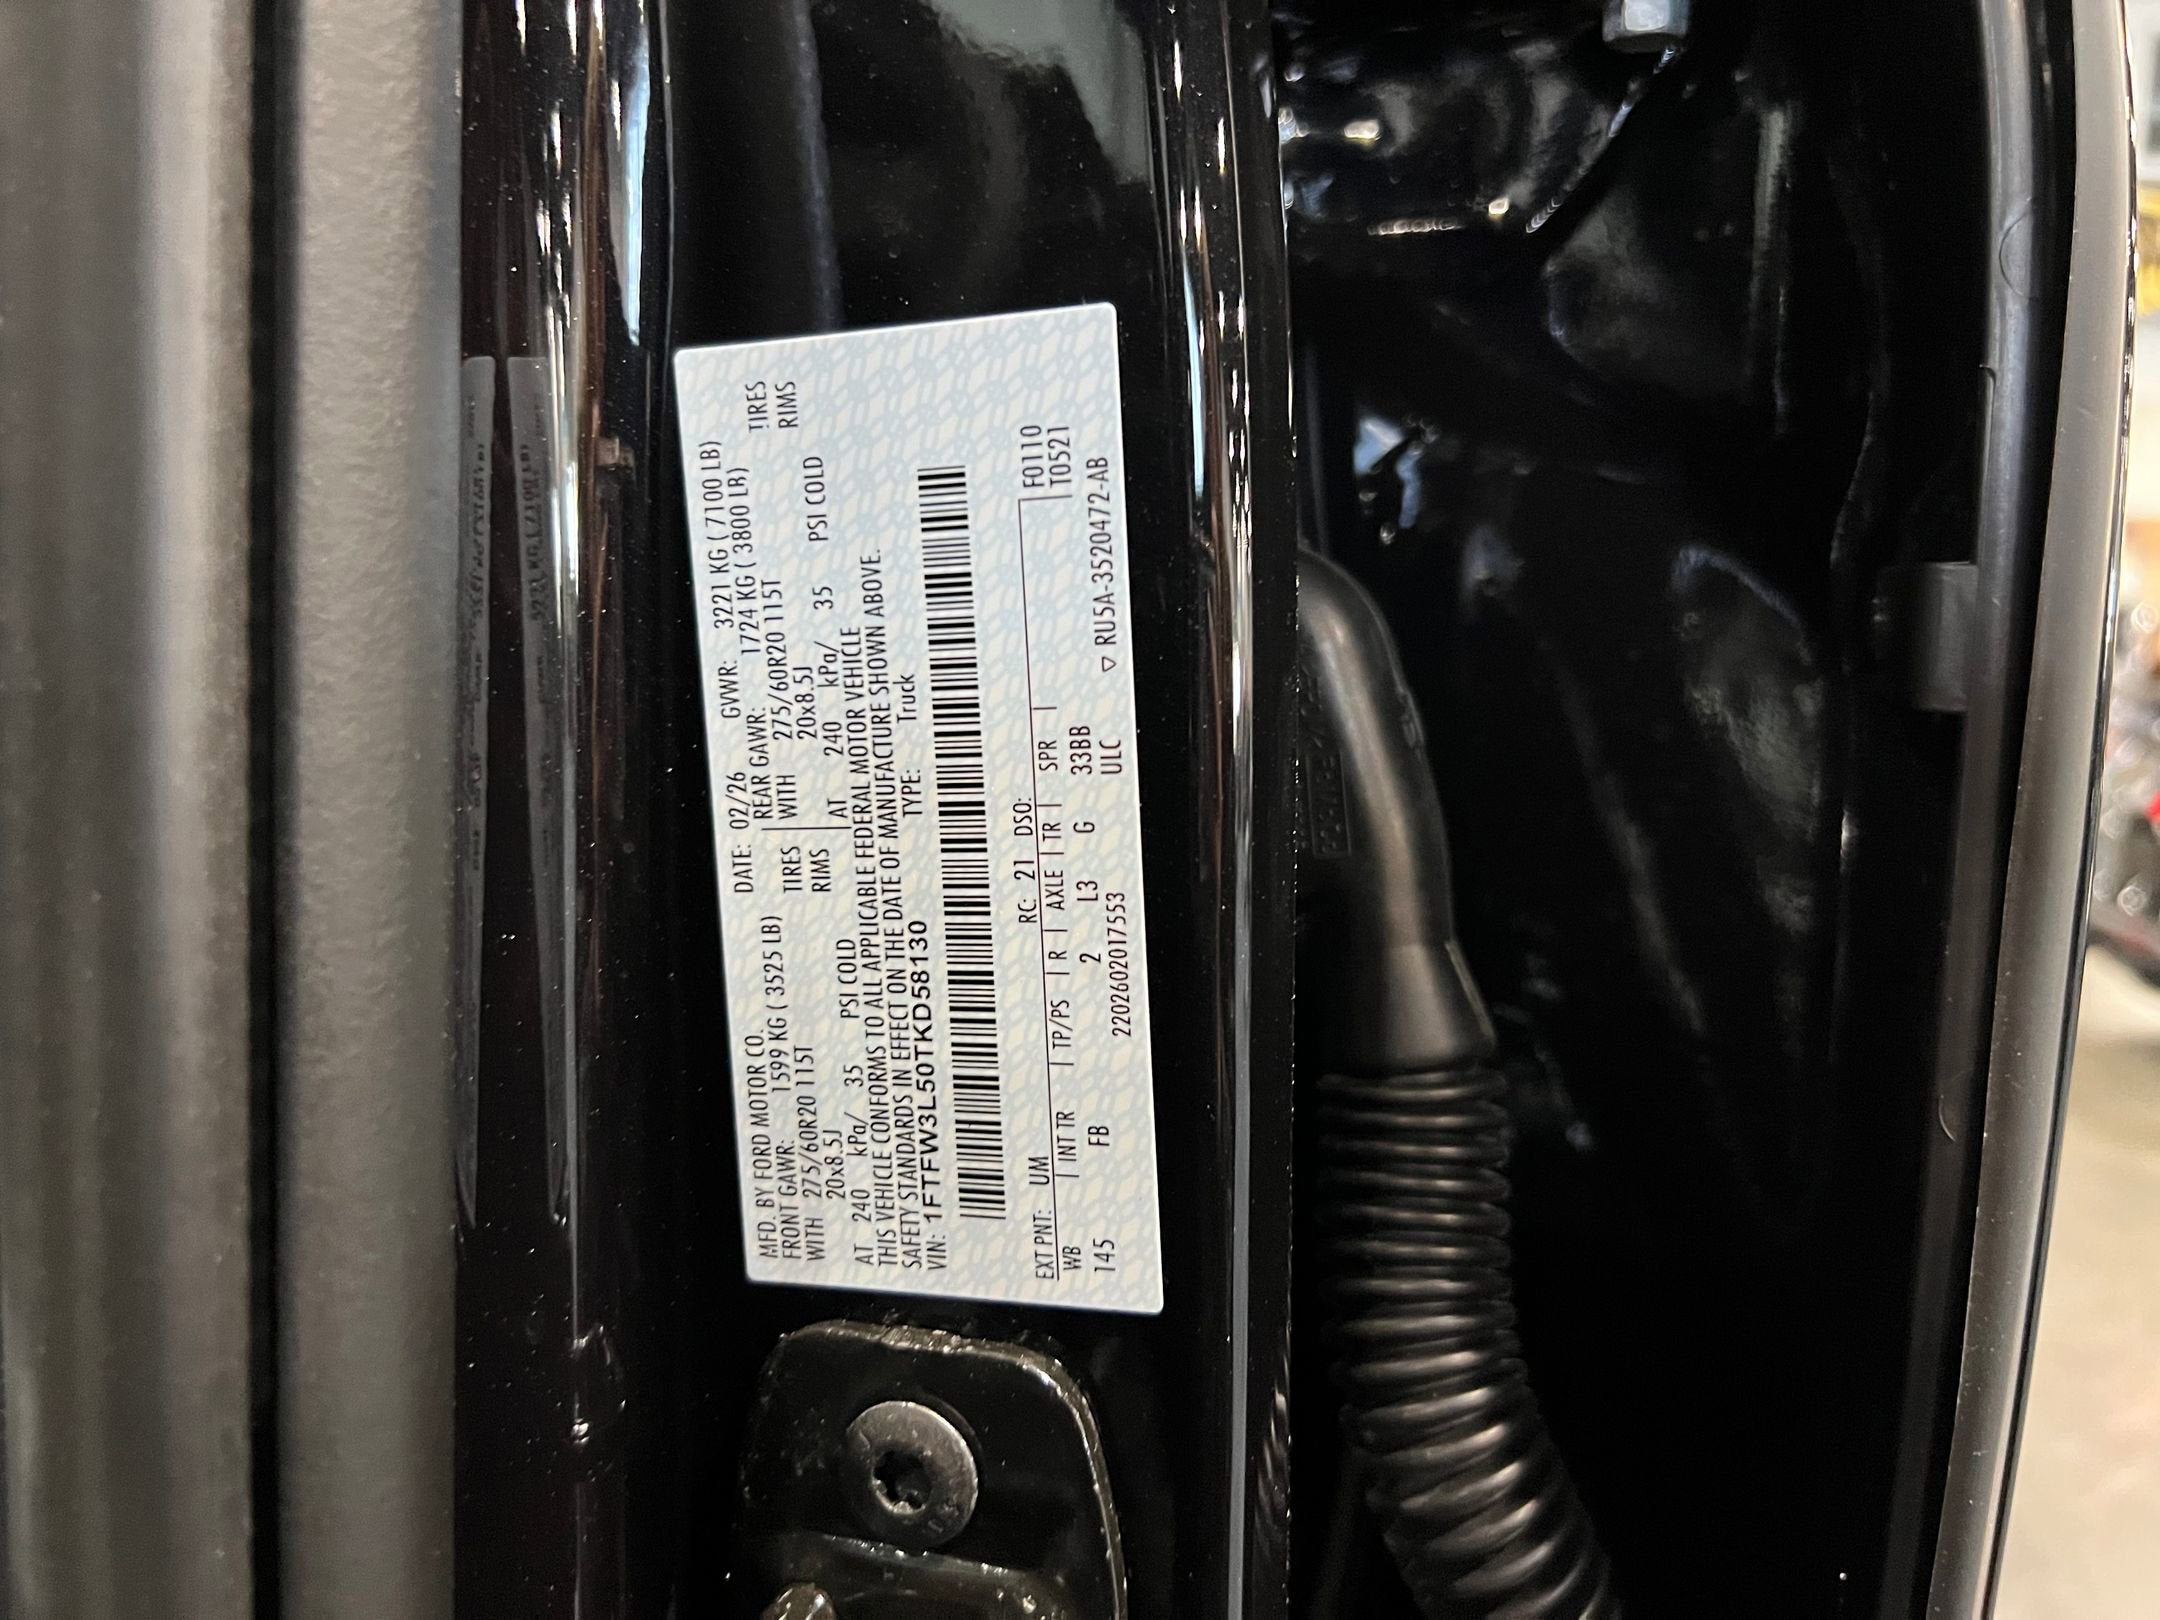 MFD. BY FORD MOTOR CO. DATE: 02/26 GVWR: 3221 KG ( 7100 LB)
FRONT GAWR: 1599 KG ( 3525 LB) REAR GAWR: 1724 KG ( 3800 LB)
WITH 275/60R20 115T TIRES WITH 275/60R20 115T TIRES
20x8.5J RIMS 20x8.5J RIMS
AT 240 kPa/ 35 PSI COLD AT 240 kPa/ 35 PSI COLD
THIS VEHICLE CONFORMS TO ALL APPLICABLE FEDERAL MOTOR VEHICLE
SAFETY STANDARDS IN EFFECT ON THE DATE OF MANUFACTURE SHOWN ABOVE.
VIN: 1FTFW3L50TKD58130 TYPE: Truck
EXT PNT: UM RC: 21 DSO: F0110
WB | INT TR | TP/PS | R | AXLE | TR | SPR | T0521
145 FB 2 L3 G 33BB
2202602017553 ULC ▽ RU5A-3520472-AB